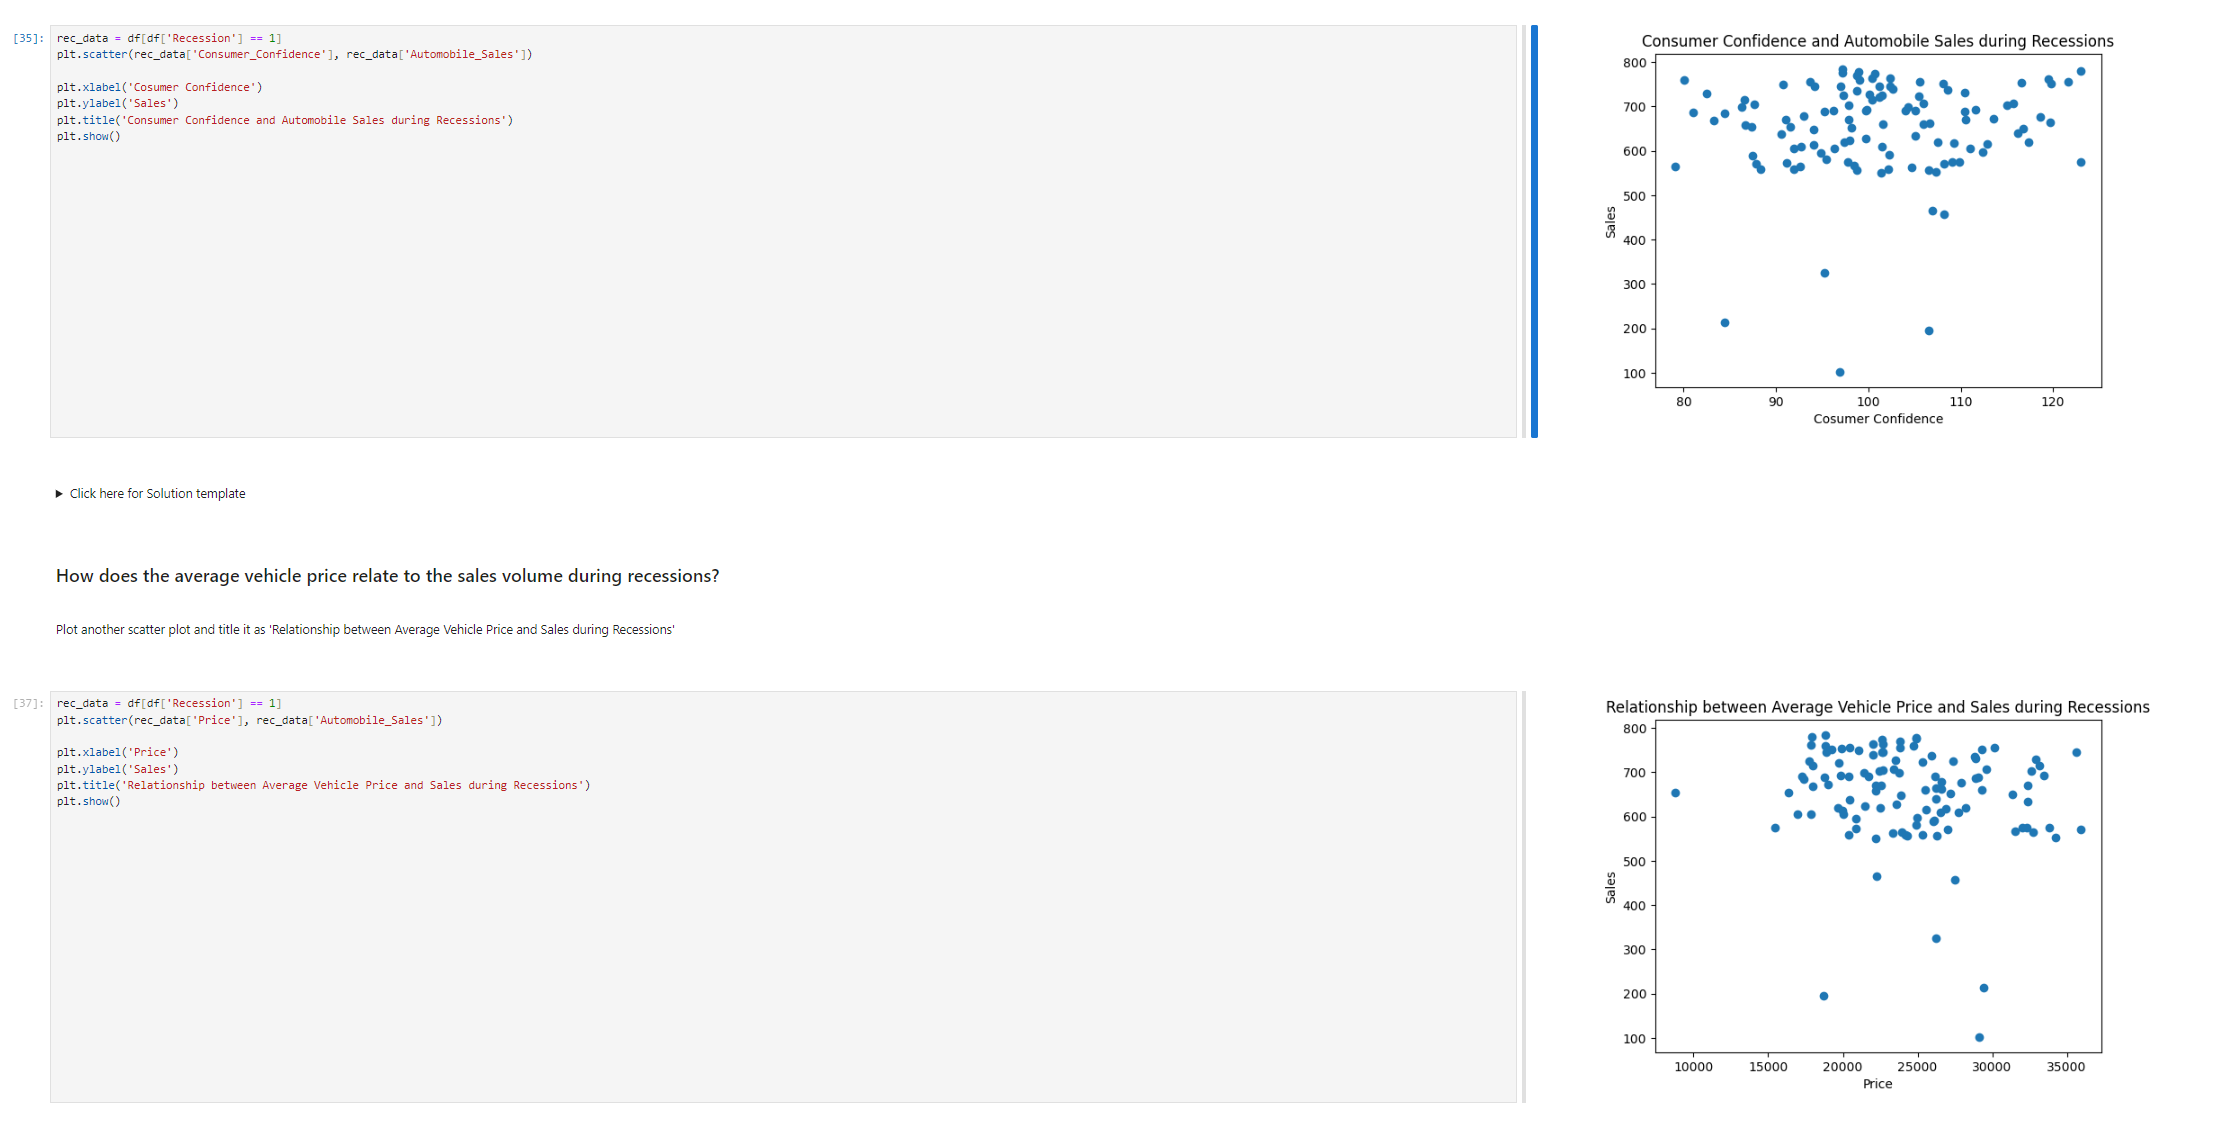 [35]:
rec_data = df[df['Recession'] == 1]
plt.scatter(rec_data['Consumer_Confidence'], rec_data['Automobile_Sales'])
plt.xlabel('Cosumer Confidence')
plt.ylabel('Sales')
plt.title('Consumer Confidence and Automobile Sales during Recessions')
plt.show()
Consumer Confidence and Automobile Sales during Recessions
800
700
600
500
400
300
200
100
Sales
80 90 100 110 120
Cosumer Confidence
Click here for Solution template
How does the average vehicle price relate to the sales volume during recessions?
Plot another scatter plot and title it as 'Relationship between Average Vehicle Price and Sales during Recessions'
[37]:
rec_data = df[df['Recession'] == 1]
plt.scatter(rec_data['Price'], rec_data['Automobile_Sales'])
plt.xlabel('Price')
plt.ylabel('Sales')
plt.title('Relationship between Average Vehicle Price and Sales during Recessions')
plt.show()
Relationship between Average Vehicle Price and Sales during Recessions
800
700
600
500
400
300
200
100
Sales
10000 15000 20000 25000 30000 35000
Price